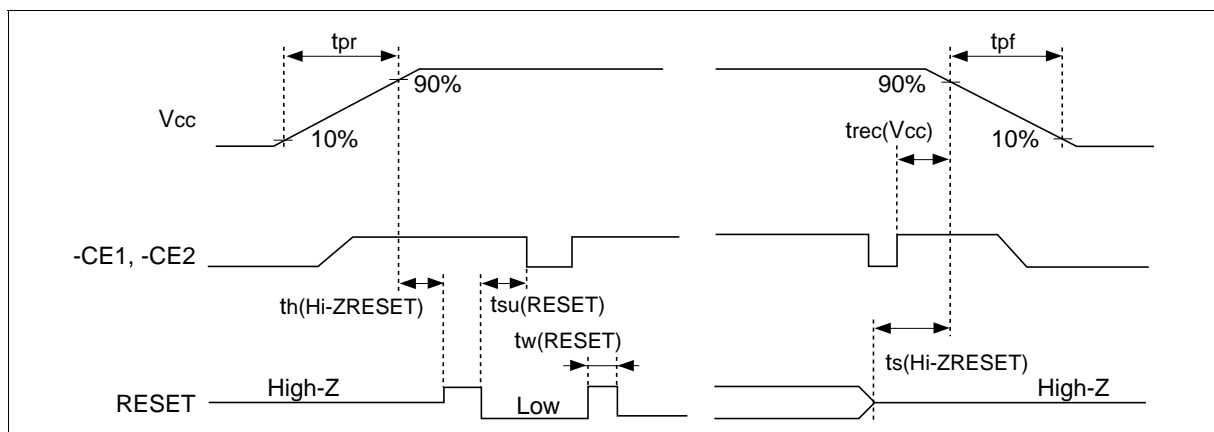 tpr
tpf
90%
90%
Vcc
10%
trec(Vcc)
10%
-CE1, -CE2
th(Hi-ZRESET)
tsu(RESET)
tw(RESET)
ts(Hi-ZRESET)
High-Z
High-Z
RESET
Low